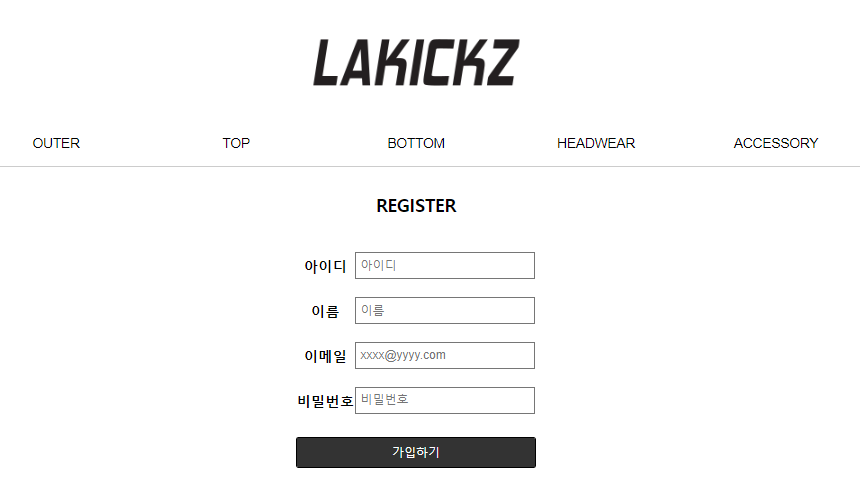 LAKICKZ
OUTER TOP BOTTOM HEADWEAR ACCESSORY
REGISTER
아이디 아이디
이름 이름
이메일 xxxx@yyyy.com
비밀번호 비밀번호
가입하기